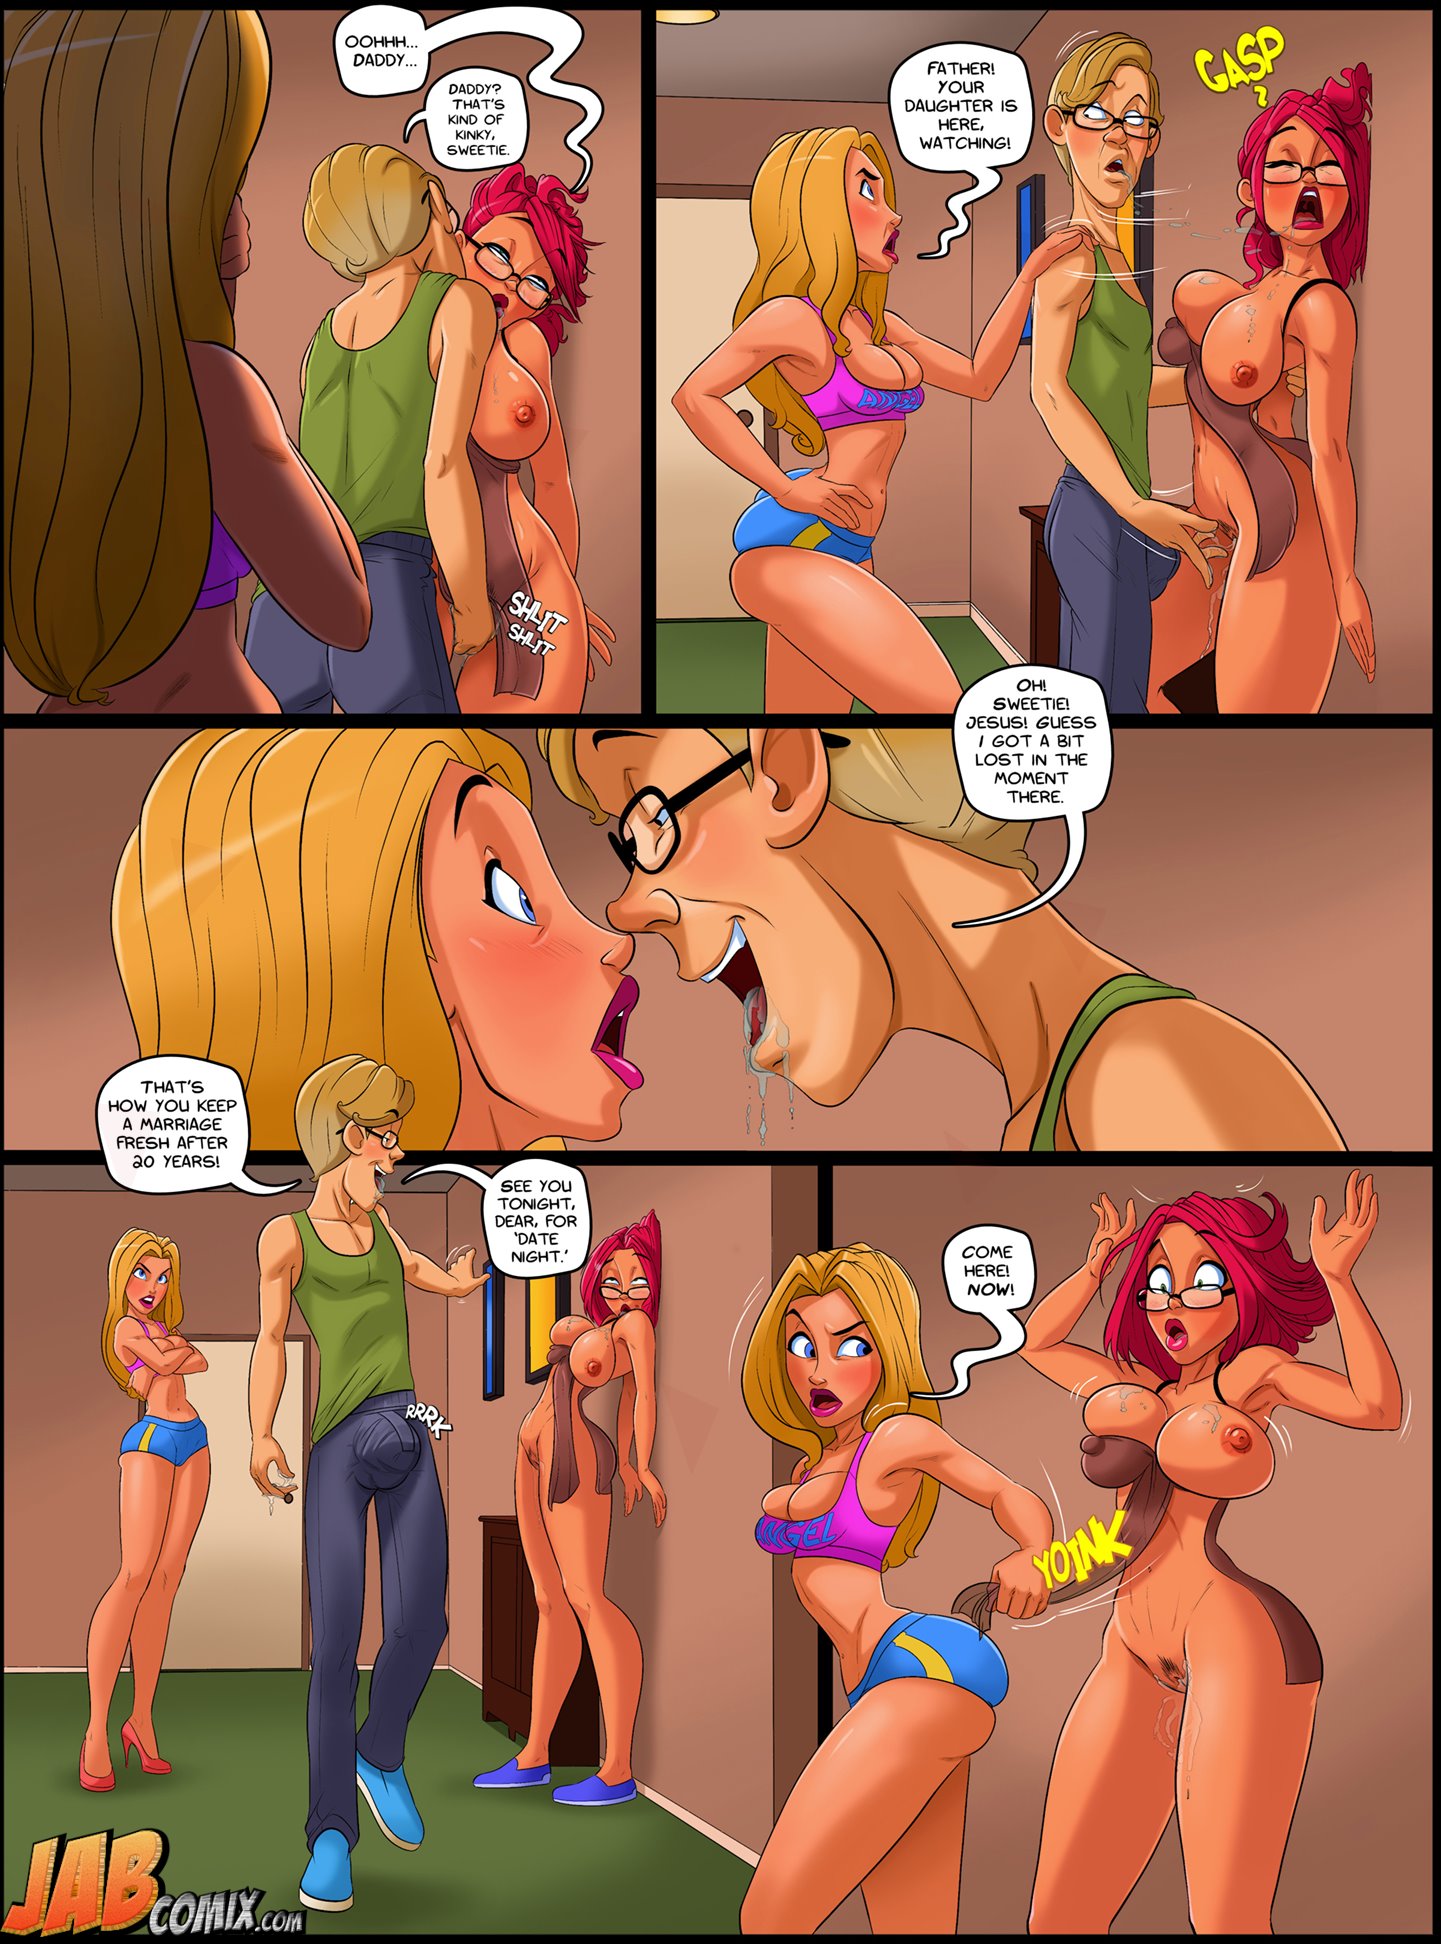 OOHHH...
DADDY...
DADDY?
THAT'S
KIND OF
KINKY,
SWEETIE.
SHLIT
SHLIT
FATHER!
YOUR
DAUGHTER IS
HERE,
WATCHING!
GASP
ANGEL
OH!
SWEETIE!
JESUS! GUESS
I GOT A BIT
LOST IN THE
MOMENT
THERE.
THAT'S
HOW YOU KEEP
A MARRIAGE
FRESH AFTER
20 YEARS!
SEE YOU
TONIGHT,
DEAR, FOR
'DATE
NIGHT.'
RRRK
COME
HERE!
NOW!
ANGEL
YOINK
JAB
COMIX.COM